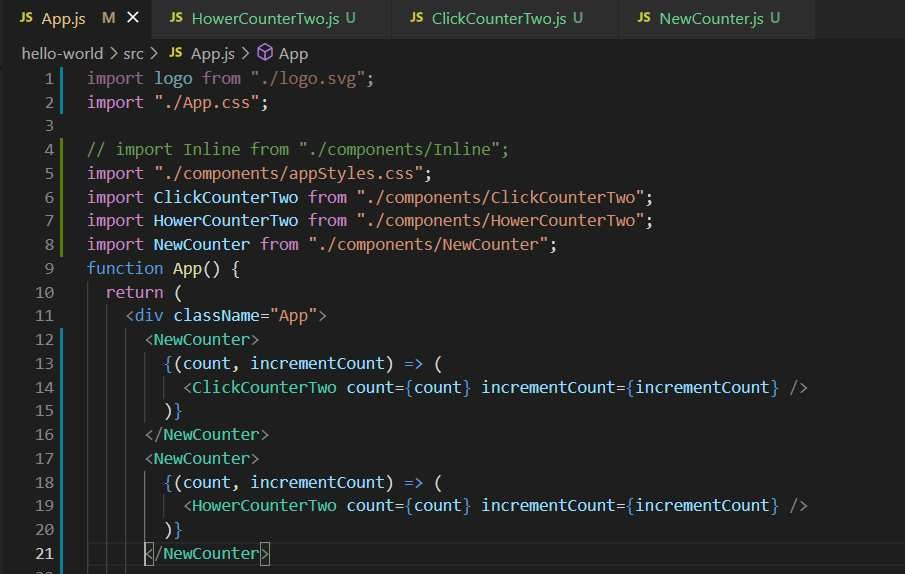 JS App.js M × JS HowerCounterTwo.js U JS ClickCounterTwo.js U JS NewCounter.js U
hello-world > src > JS App.js > App
1 import logo from "./logo.svg";
2 import "./App.css";
3
4 // import Inline from "./components/Inline";
5 import "./components/appStyles.css";
6 import ClickCounterTwo from "./components/ClickCounterTwo";
7 import HowerCounterTwo from "./components/HowerCounterTwo";
8 import NewCounter from "./components/NewCounter";
9 function App() {
10   return (
11     <div className="App">
12       <NewCounter>
13         {(count, incrementCount) => (
14           <ClickCounterTwo count={count} incrementCount={incrementCount} />
15         )}
16       </NewCounter>
17       <NewCounter>
18         {(count, incrementCount) => (
19           <HowerCounterTwo count={count} incrementCount={incrementCount} />
20         )}
21       </NewCounter>